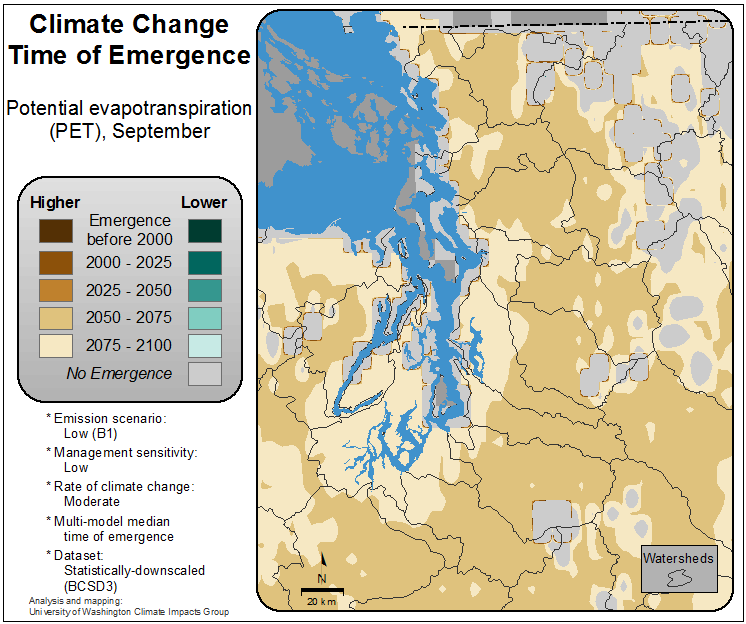 Climate Change
Time of Emergence
Potential evapotranspiration
(PET), September
Higher
Lower
Emergence
before 2000
2000 - 2025
2025 - 2050
2050 - 2075
2075 - 2100
No Emergence
* Emission scenario:
Low (B1)
* Management sensitivity:
Low
* Rate of climate change:
Moderate
* Multi-model median
time of emergence
* Dataset:
Statistically-downscaled
(BCSD3)
Analysis and mapping:
University of Washington Climate Impacts Group
N
20 km
Watersheds